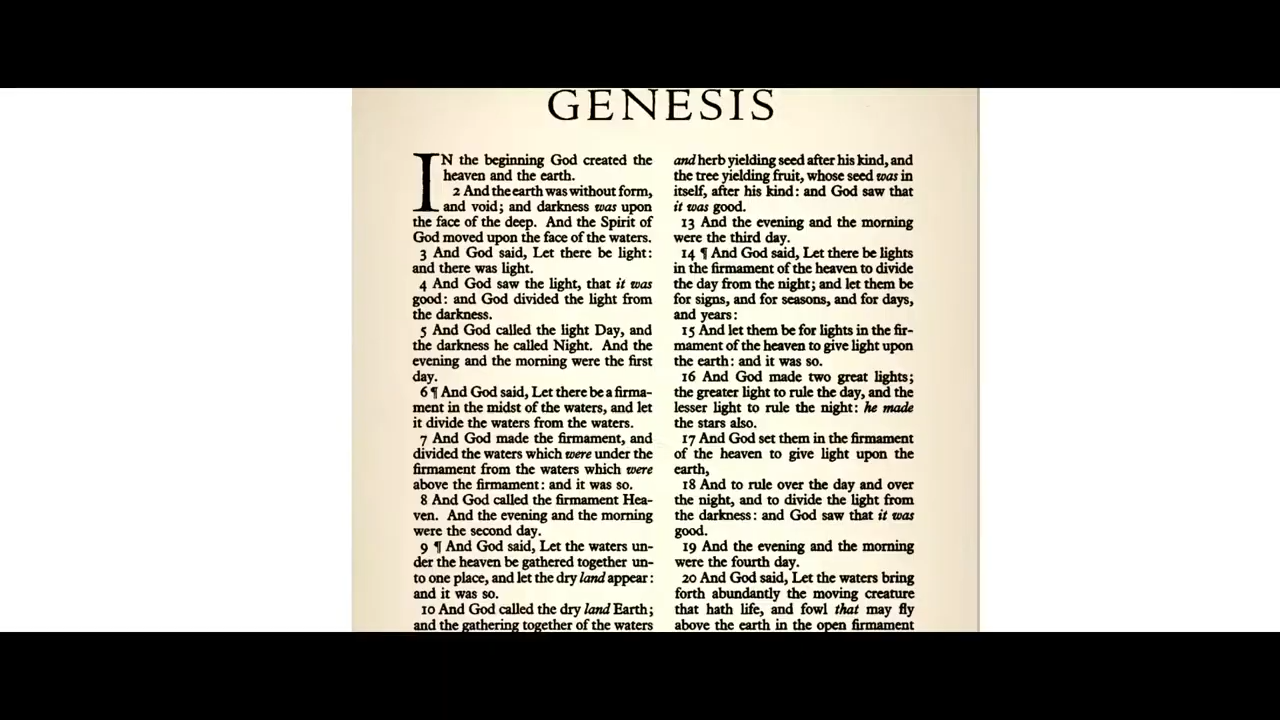 GENESIS
IN the beginning God created the
heaven and the earth.
2 And the earth was without form,
and void; and darkness was upon
the face of the deep. And the Spirit of
God moved upon the face of the waters.
3 And God said, Let there be light:
and there was light.
4 And God saw the light, that it was
good: and God divided the light from
the darkness.
5 And God called the light Day, and
the darkness he called Night. And the
evening and the morning were the first
day.
6 ¶ And God said, Let there be a firma-
ment in the midst of the waters, and let
it divide the waters from the waters.
7 And God made the firmament, and
divided the waters which were under the
firmament from the waters which were
above the firmament: and it was so.
8 And God called the firmament Hea-
ven. And the evening and the morning
were the second day.
9 ¶ And God said, Let the waters un-
der the heaven be gathered together un-
to one place, and let the dry land appear:
and it was so.
10 And God called the dry land Earth;
and the gathering together of the waters
and herb yielding seed after his kind, and
the tree yielding fruit, whose seed was in
itself, after his kind: and God saw that
it was good.
13 And the evening and the morning
were the third day.
14 ¶ And God said, Let there be lights
in the firmament of the heaven to divide
the day from the night; and let them be
for signs, and for seasons, and for days,
and years:
15 And let them be for lights in the fir-
mament of the heaven to give light upon
the earth: and it was so.
16 And God made two great lights;
the greater light to rule the day, and the
lesser light to rule the night: he made
the stars also.
17 And God set them in the firmament
of the heaven to give light upon the
earth,
18 And to rule over the day and over
the night, and to divide the light from
the darkness: and God saw that it was
good.
19 And the evening and the morning
were the fourth day.
20 And God said, Let the waters bring
forth abundantly the moving creature
that hath life, and fowl that may fly
above the earth in the open firmament